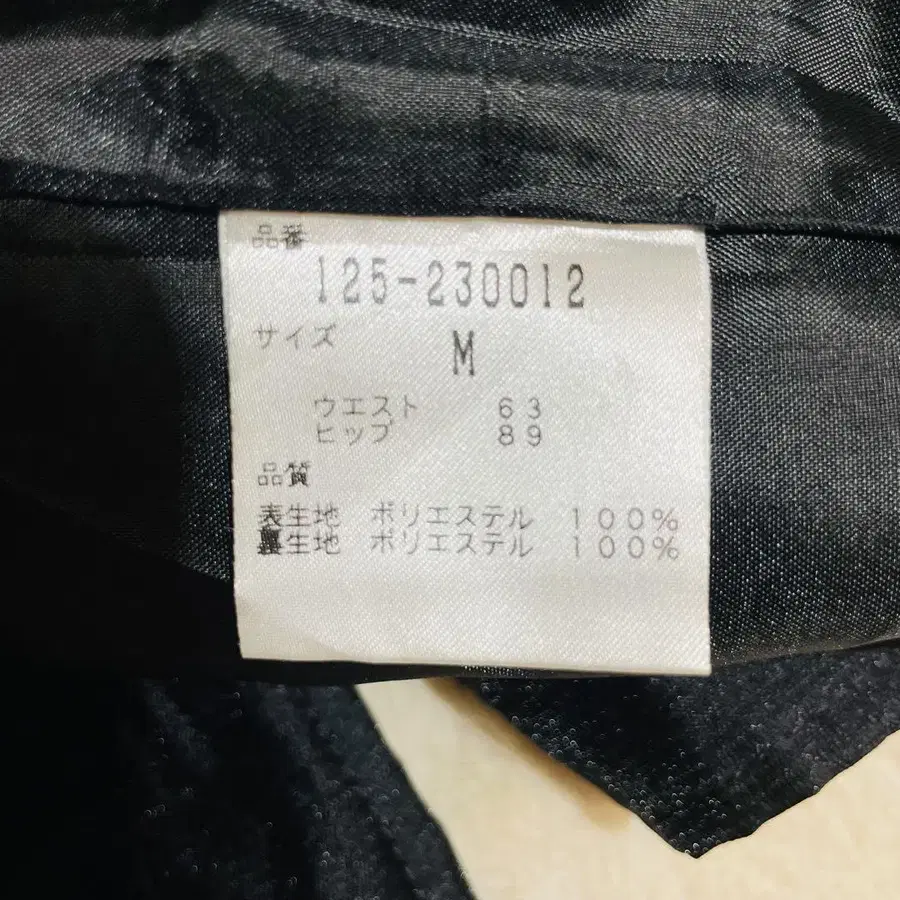 品番
125-230012
サイズ
M
ウエスト 63
ヒップ 89
品質
表生地 ポリエステル 100%
裏生地 ポリエステル 100%